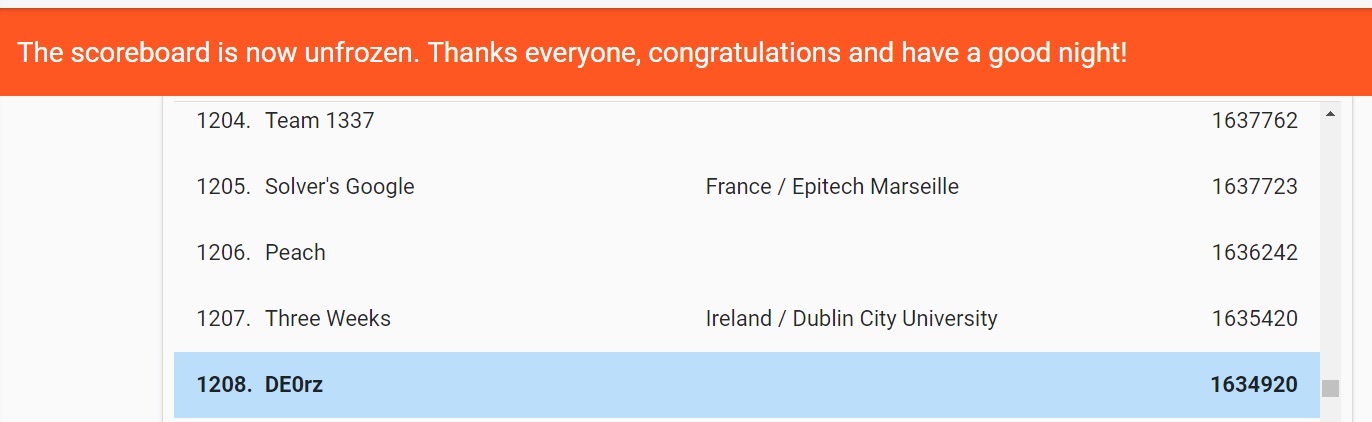 The scoreboard is now unfrozen. Thanks everyone, congratulations and have a good night!
1204. Team 1337 1637762
1205. Solver's Google France / Epitech Marseille 1637723
1206. Peach 1636242
1207. Three Weeks Ireland / Dublin City University 1635420
1208. DE0rz 1634920